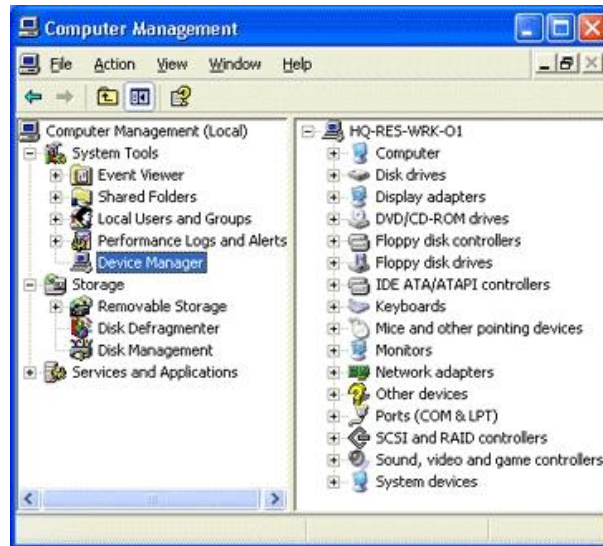 Computer Management
File Action View Window Help
Computer Management (Local)
System Tools
Event Viewer
Shared Folders
Local Users and Groups
Performance Logs and Alerts
Device Manager
Storage
Removable Storage
Disk Defragmenter
Disk Management
Services and Applications
HQ-RES-WRK-01
Computer
Disk drives
Display adapters
DVD/CD-ROM drives
Floppy disk controllers
Floppy disk drives
IDE ATA/ATAPI controllers
Keyboards
Mice and other pointing devices
Monitors
Network adapters
Other devices
Ports (COM & LPT)
SCSI and RAID controllers
Sound, video and game controllers
System devices